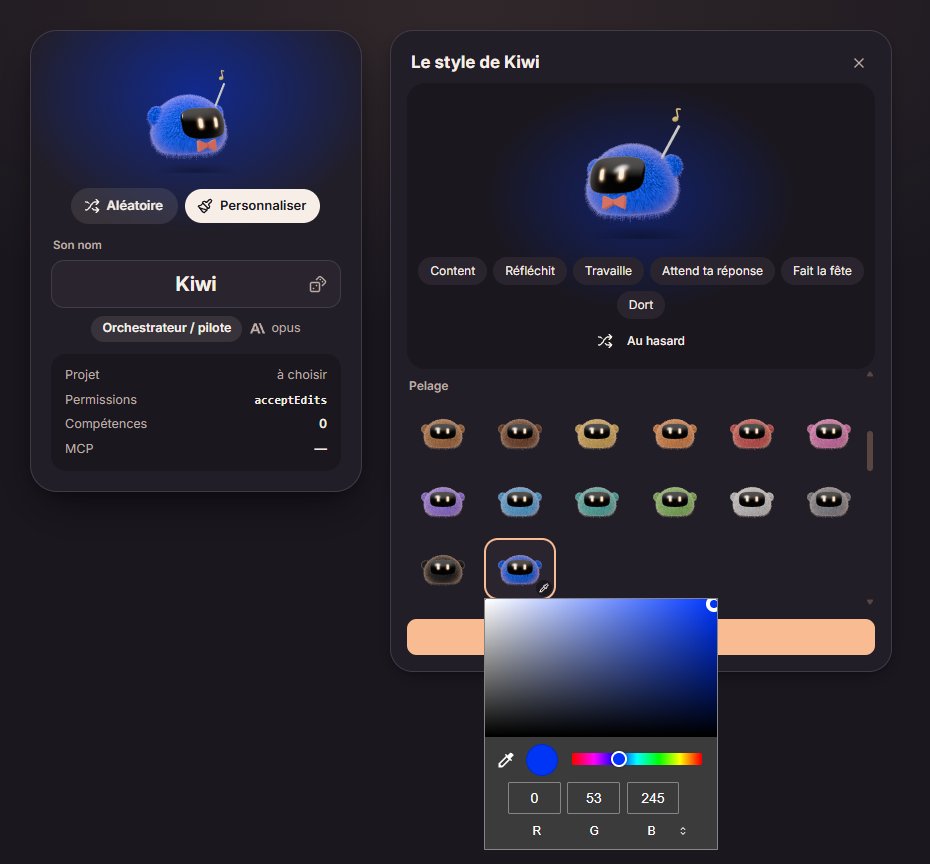 Le style de Kiwi
Aléatoire
Personnaliser
Son nom
Kiwi
Orchestrateur / pilote
A\ opus
Projet
à choisir
Permissions
acceptEdits
Compétences
0
MCP
—
Content
Réfléchit
Travaille
Attend ta réponse
Fait la fête
Dort
Au hasard
Pelage
0
53
245
R
G
B